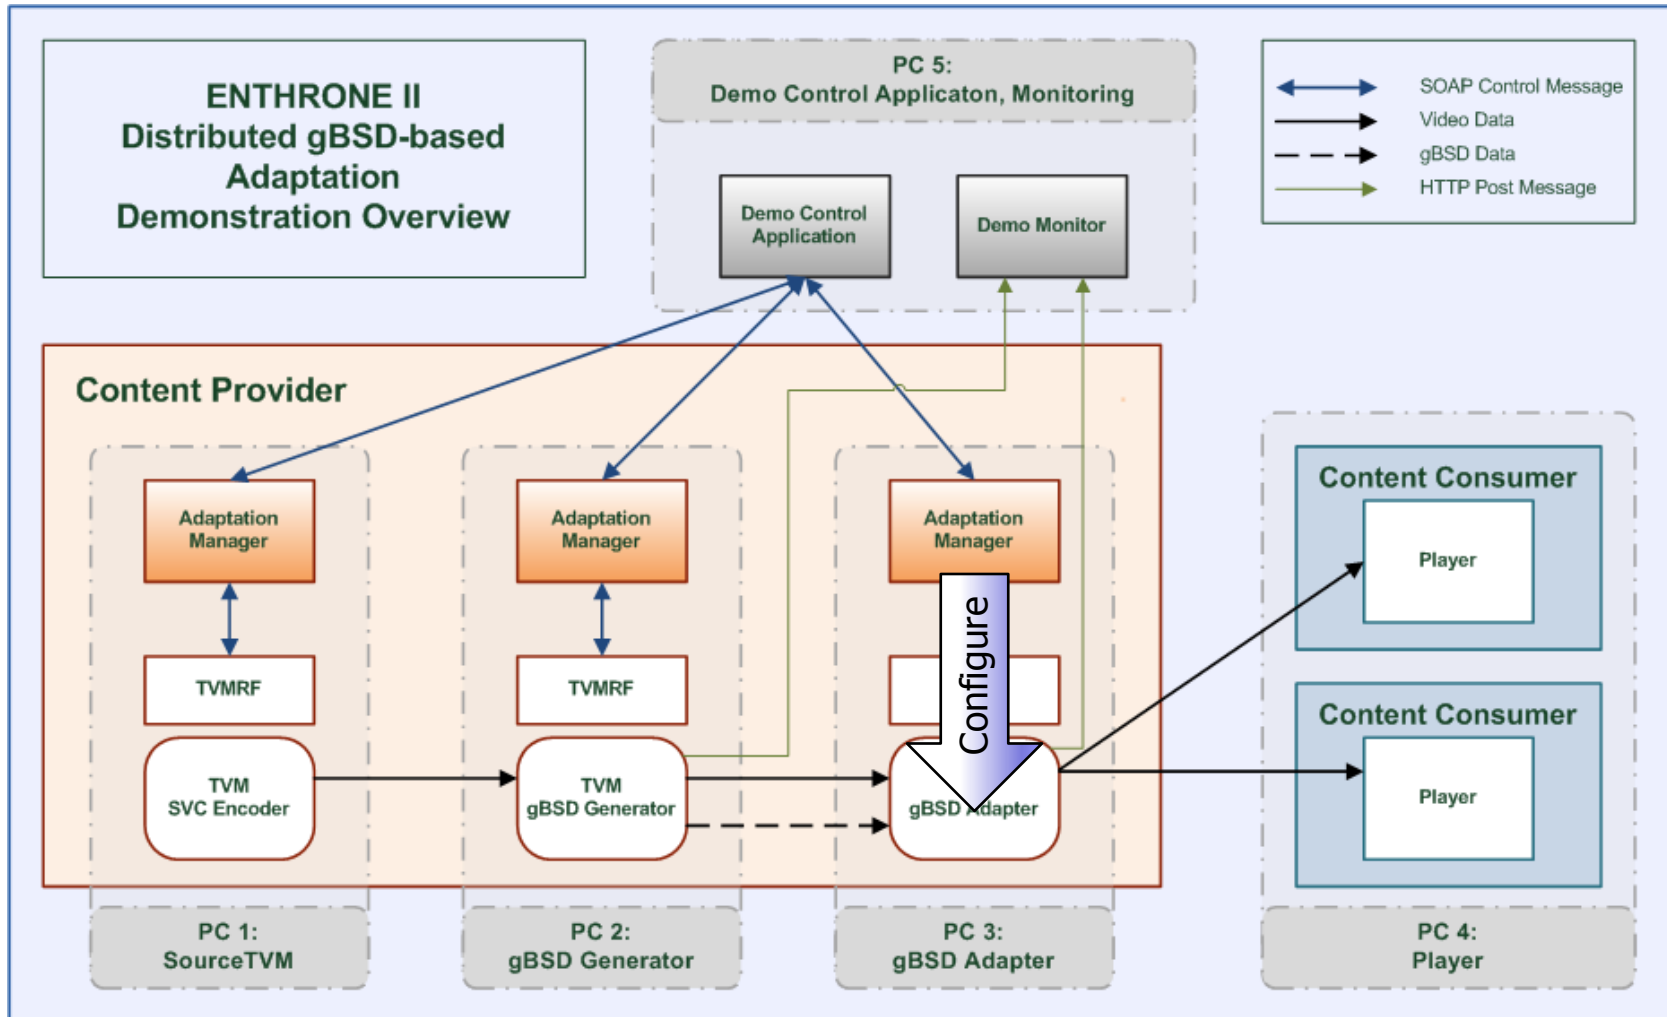 ENTHRONE II
Distributed gBSD-based
Adaptation
Demonstration Overview
PC 5:
Demo Control Applicaton, Monitoring
Demo Control
Application
Demo Monitor
SOAP Control Message
Video Data
gBSD Data
HTTP Post Message
Content Provider
Adaptation
Manager
TVMRF
TVM
SVC Encoder
Adaptation
Manager
TVMRF
TVM
gBSD Generator
Adaptation
Manager
Configure
gBSD Adapter
Content Consumer
Player
Content Consumer
Player
PC 1:
SourceTVM
PC 2:
gBSD Generator
PC 3:
gBSD Adapter
PC 4:
Player